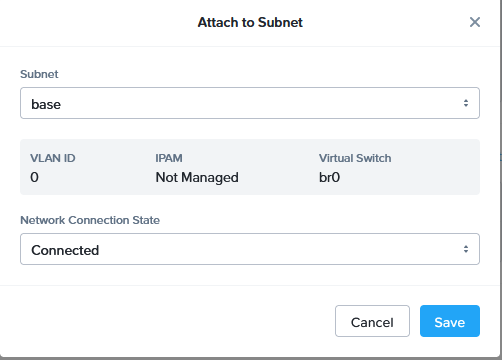 Attach to Subnet
Subnet
base
VLAN ID IPAM Virtual Switch
0 Not Managed br0
Network Connection State
Connected
Cancel Save